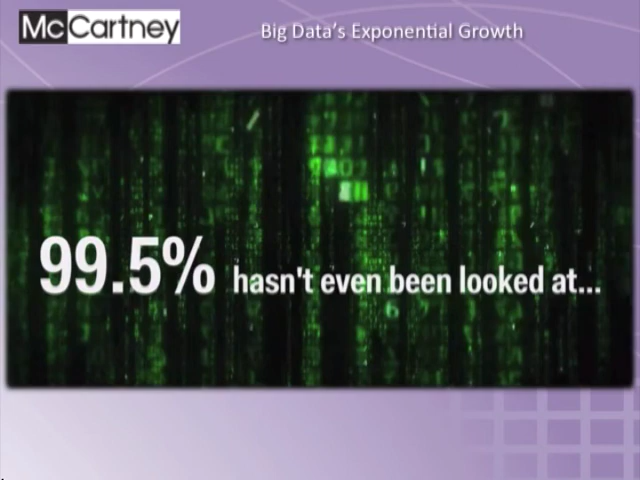 McCartney
Big Data's Exponential Growth
99.5% hasn't even been looked at...